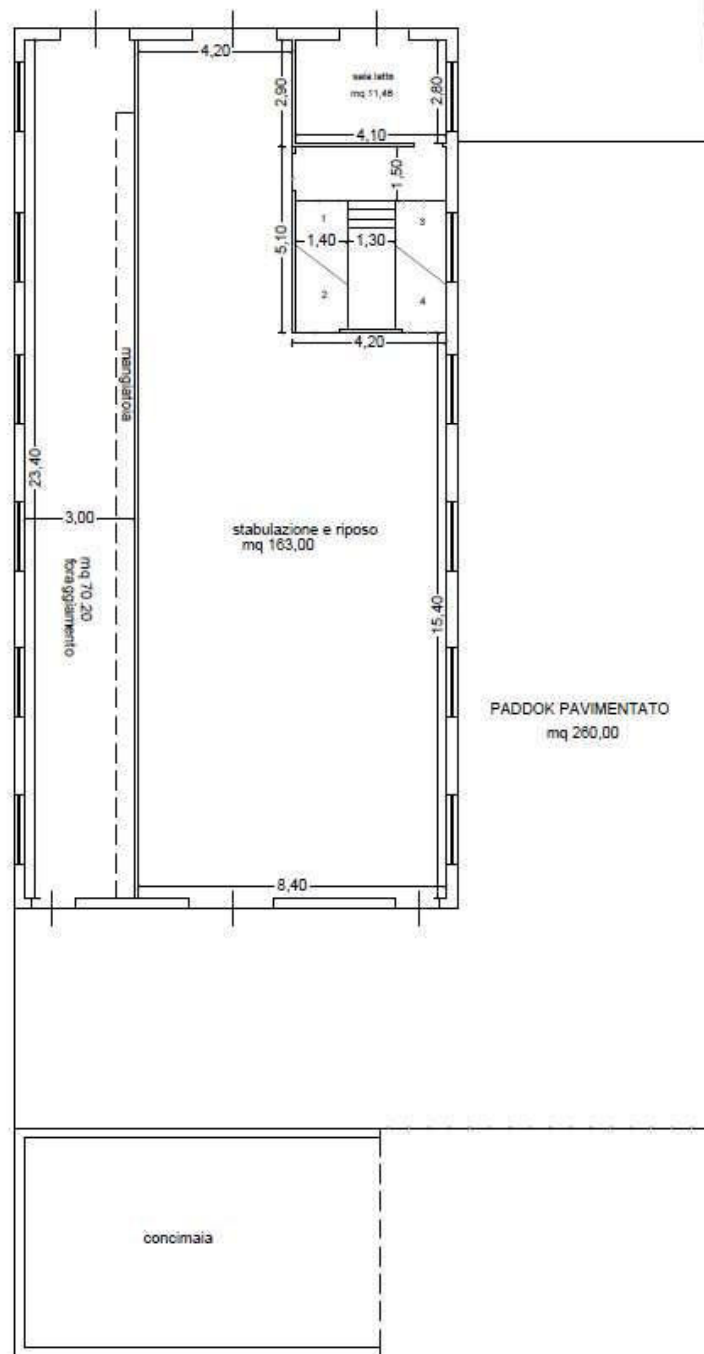 4,20
sala latte
mq 11,48
2,90
2,80
4,10
1,50
5,10
1
3
1,40
1,30
2
4
4,20
mangiatoia
23,40
3,00
stabulazione e riposo
mq 163,00
mq 70,20
foraggiamento
15,40
PADDOK PAVIMENTATO
mq 260,00
8,40
concimaia